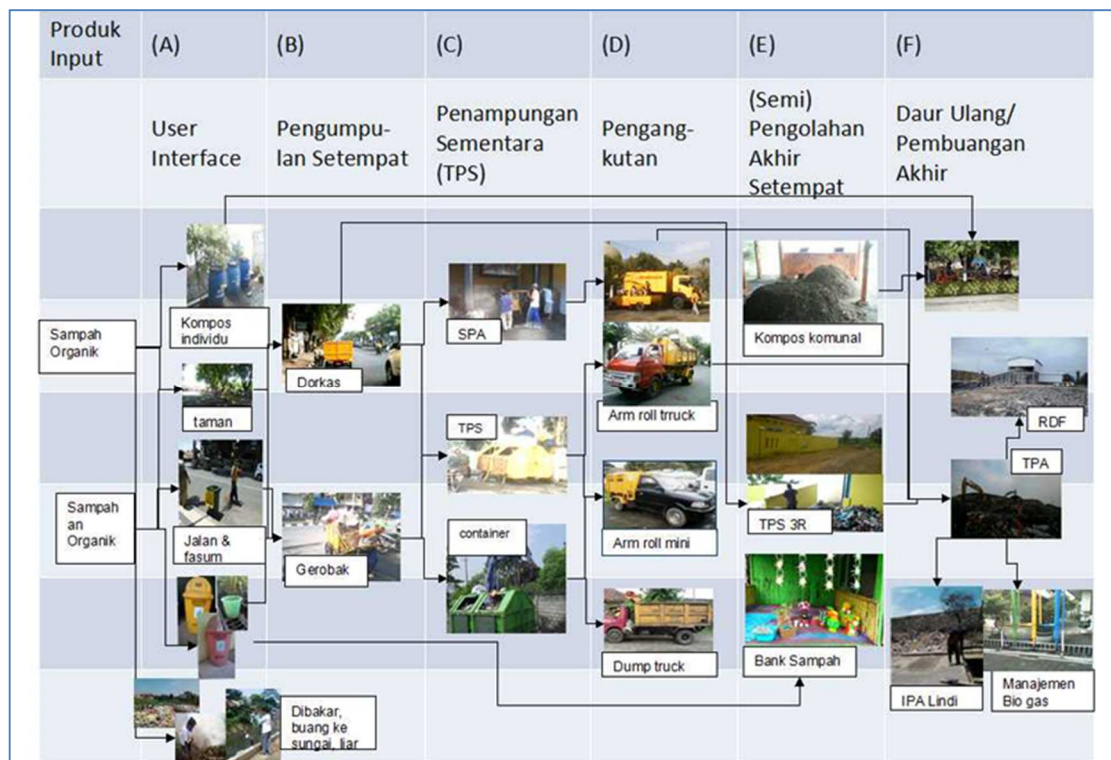 Produk
Input
(A)
(B)
(C)
(D)
(E)
(F)
User
Interface
Pengumpu-
lan Setempat
Penampungan
Sementara
(TPS)
Pengang-
kutan
(Semi)
Pengolahan
Akhir
Setempat
Daur Ulang/
Pembuangan
Akhir
Sampah
Organik
Kompos
individu
Dorkas
SPA
Kompos komunal
taman
TPS
Arm roll trruck
RDF
TPA
Sampah
an
Organik
Jalan &
fasum
Gerobak
container
Arm roll mini
TPS 3R
Dump truck
Bank Sampah
IPA Lindi
Manajemen
Bio gas
Dibakar,
buang ke
sungai, liar